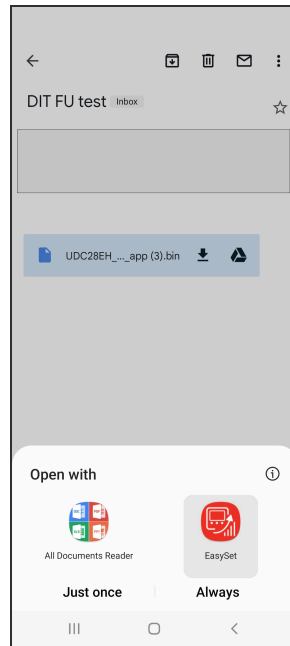 DIT FU test Inbox
UDC28EH_..._app (3).bin
Open with
All Documents Reader
EasySet
Just once
Always